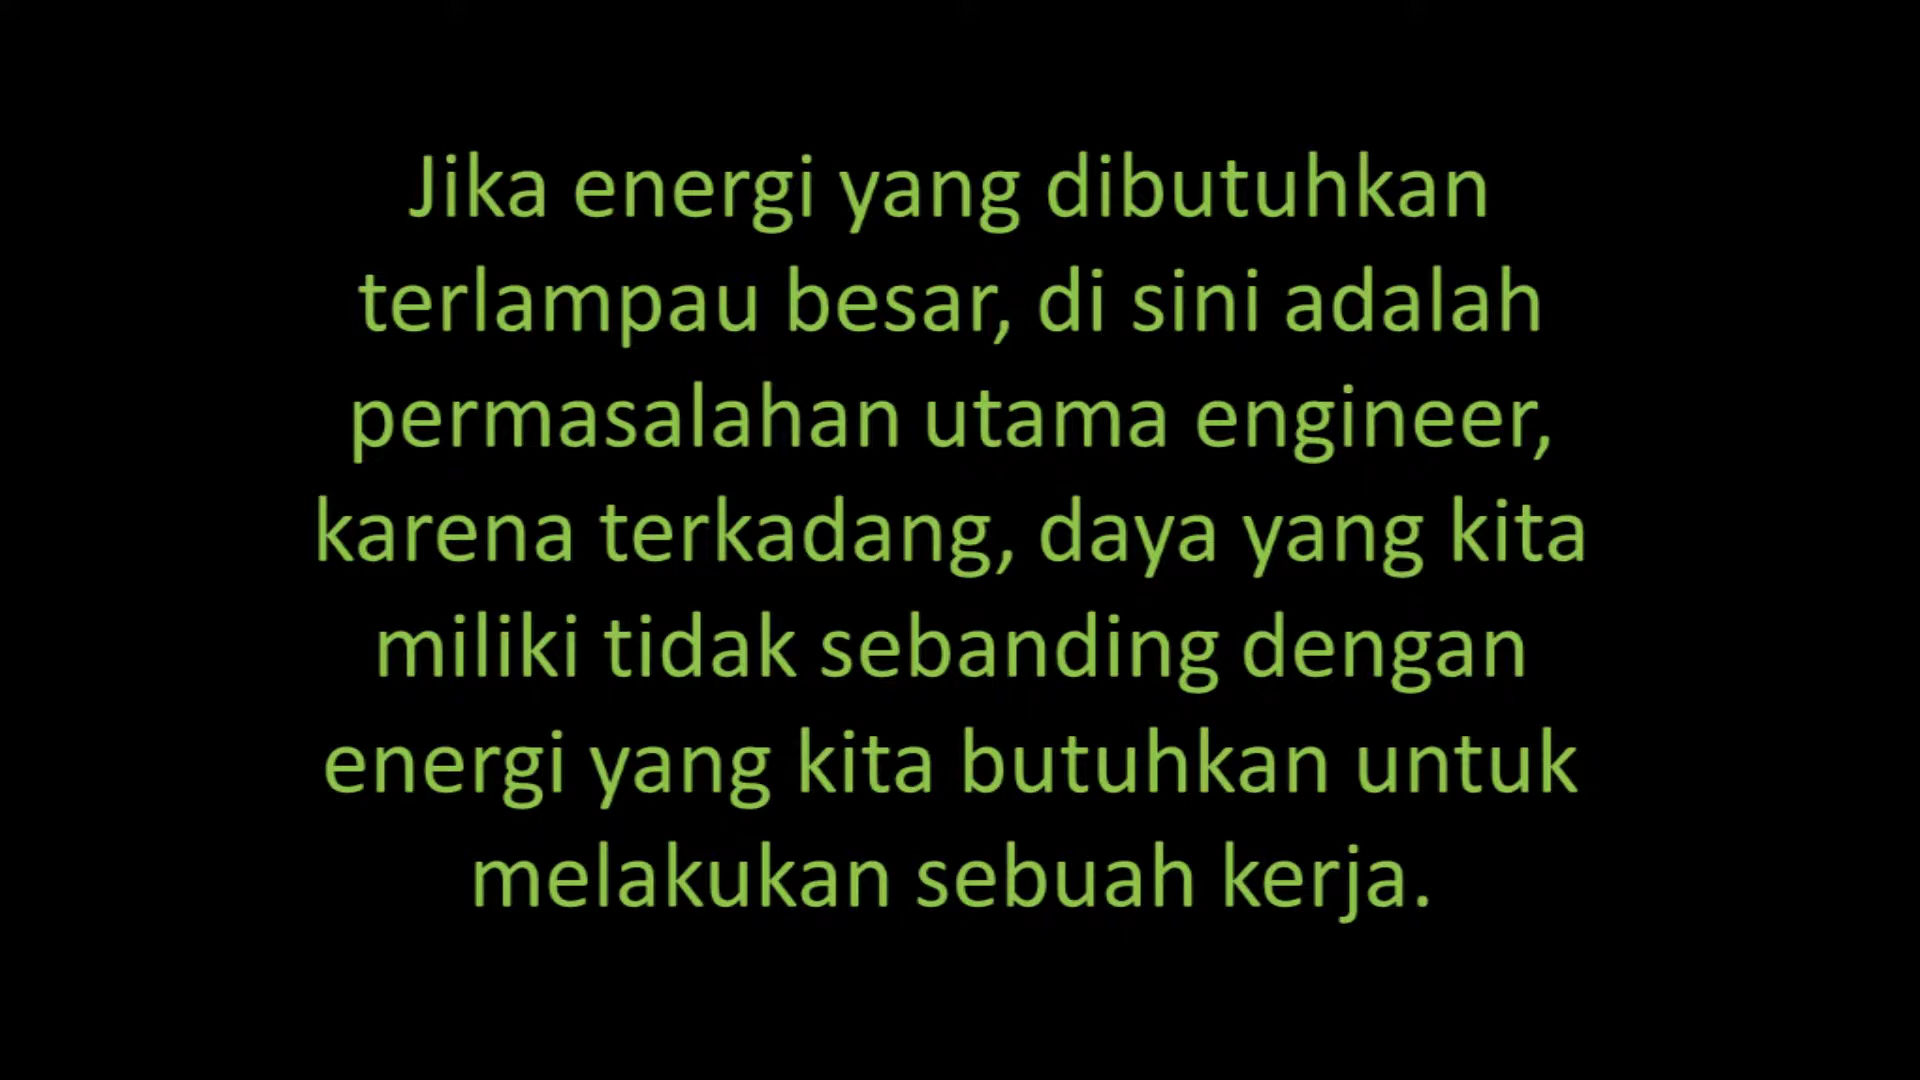 Jika energi yang dibutuhkan
terlampau besar, di sini adalah
permasalahan utama engineer,
karena terkadang, daya yang kita
miliki tidak sebanding dengan
energi yang kita butuhkan untuk
melakukan sebuah kerja.